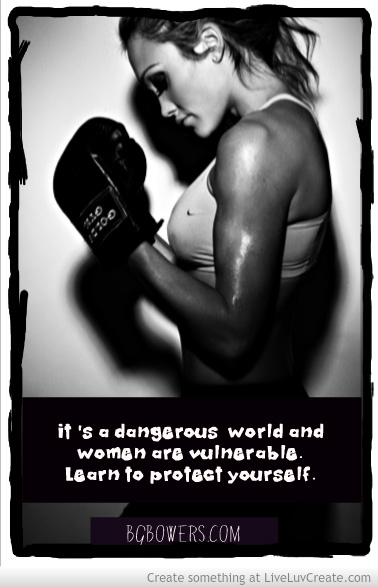 it 's a dangerous world and
women are vulnerable.
Learn to protect yourself.
BGBOWERS.COM
Create something at LiveLuvCreate.com